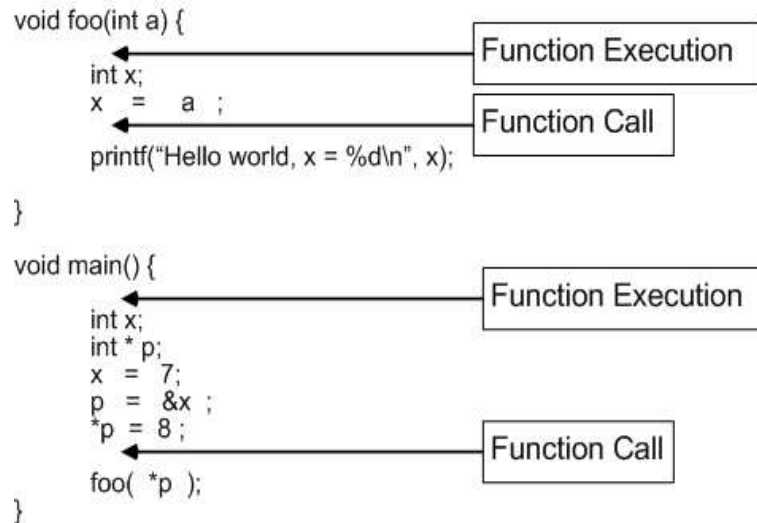 void foo(int a) {
Function Execution
int x;
x = a ;
Function Call
printf("Hello world, x = %d\n", x);
}
void main() {
Function Execution
int x;
int * p;
x = 7;
p = &x ;
*p = 8 ;
Function Call
foo( *p );
}